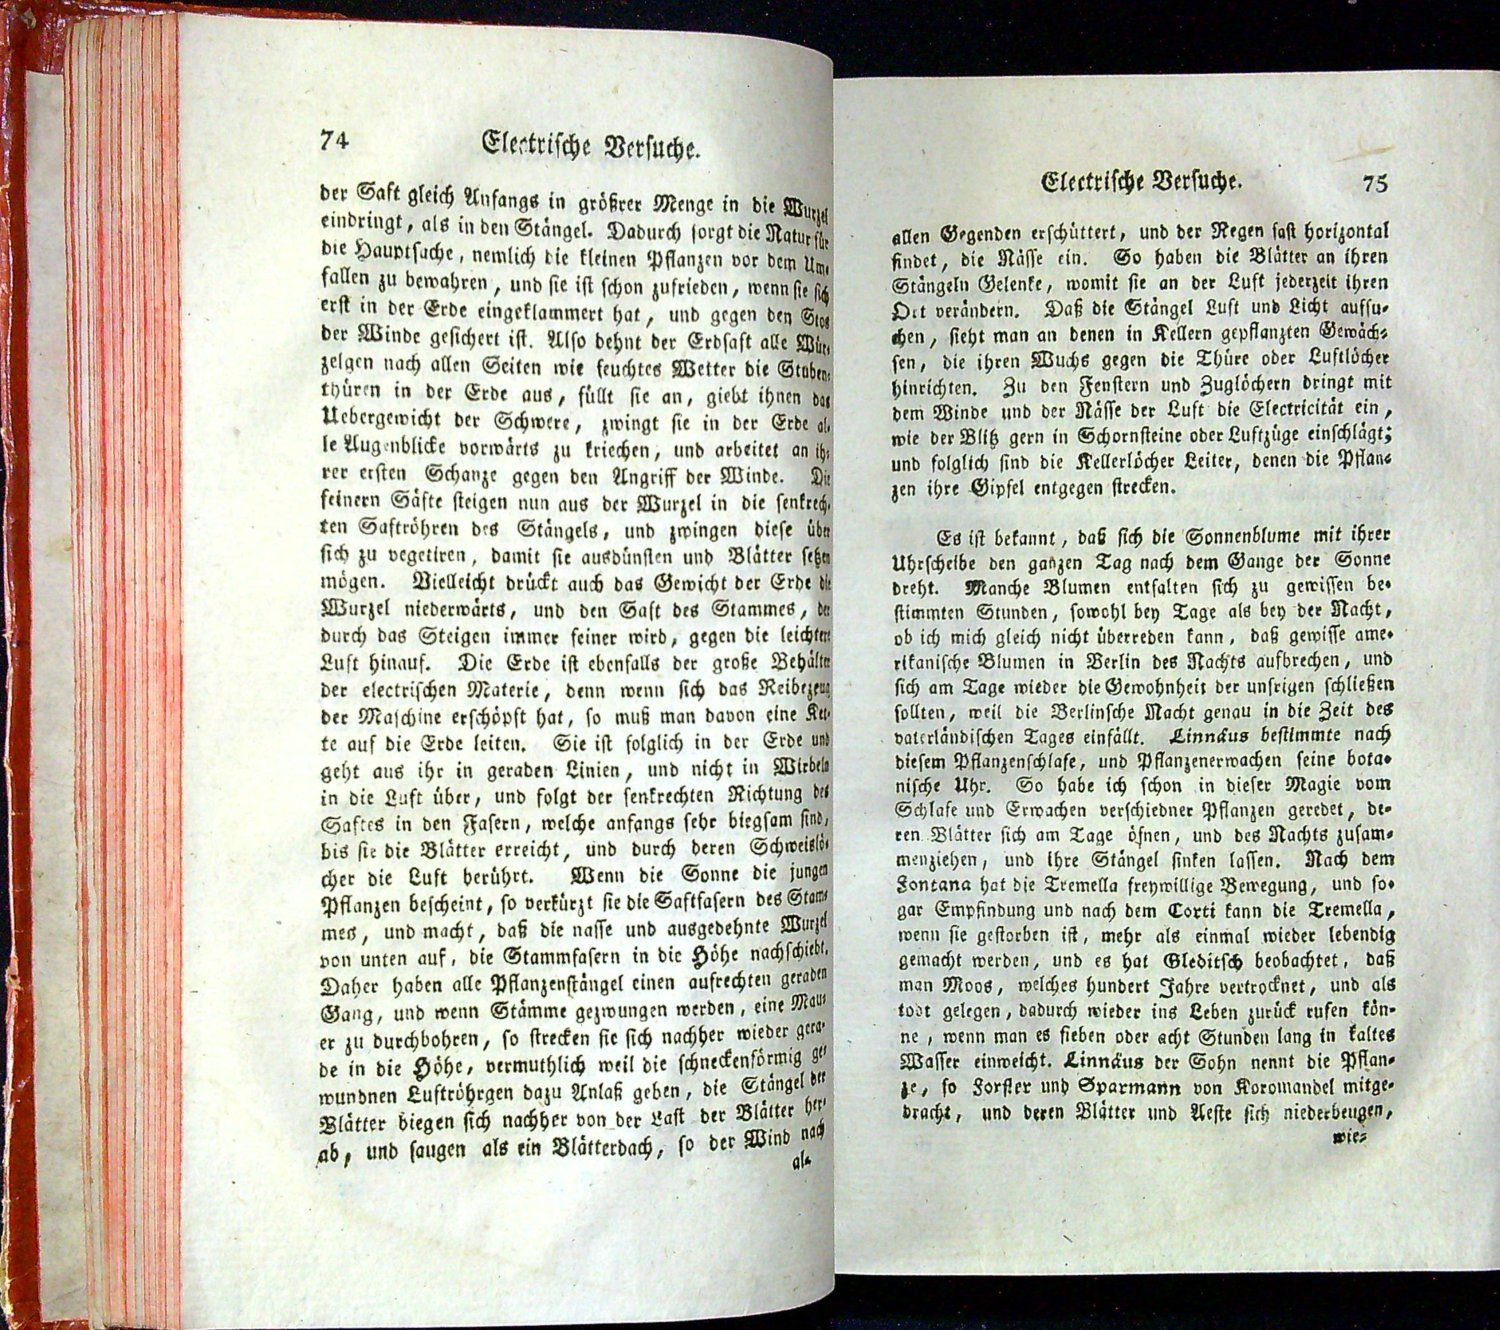 74 Electrische Versuche.
der Saft gleich Anfangs in größrer Menge in die Wurzel
eindringt, als in den Stängel. Dadurch sorgt die Natur für
die Hauptsache, nemlich die kleinen Pflanzen vor dem Um-
fallen zu bewahren, und sie ist schon zufrieden, wenn sie sich
erst in der Erde eingeklammert hat, und gegen den Stos
der Winde gesichert ist. Also dehnt der Erdsaft alle Wür-
zelgen nach allen Seiten wie feuchtes Wetter die Stuben-
thüren in der Erde aus, füllt sie an, giebt ihnen das
Uebergewicht der Schwere, zwingt sie in der Erde al-
le Augenblicke vorwärts zu kriechen, und arbeitet an ih-
rer ersten Schanze gegen den Angriff der Winde. Die
feinern Säfte steigen nun aus der Wurzel in die senkrech-
ten Saftröhren des Stängels, und zwingen diese über
sich zu vegetiren, damit sie ausdünsten und Blätter setzen
mögen. Vielleicht drückt auch das Gewicht der Erde die
Wurzel niederwärts, und den Saft des Stammes, der
durch das Steigen immer feiner wird, gegen die leichtere
Luft hinauf. Die Erde ist ebenfalls der große Behälter
der electrischen Materie, denn wenn sich das Reibezeug
der Maschine erschöpft hat, so muß man davon eine Ket-
te auf die Erde leiten. Sie ist folglich in der Erde und
geht aus ihr in geraden Linien, und nicht in Wirbeln
in die Luft über, und folgt der senkrechten Richtung des
Saftes in den Fasern, welche anfangs sehr biegsam sind,
bis sie die Blätter erreicht, und durch deren Schweislö-
cher die Luft berührt. Wenn die Sonne die jungen
Pflanzen bescheint, so verkürzt sie die Saftfasern des Stam-
mes, und macht, daß die nasse und ausgedehnte Wurzel
von unten auf, die Stammfasern in die Höhe nachschiebt.
Daher haben alle Pflanzenstängel einen aufrechten geraden
Gang, und wenn Stämme gezwungen werden, eine Mau-
er zu durchbohren, so strecken sie sich nachher wieder gera-
de in die Höhe, vermuthlich weil die schneckenförmig ge-
wundnen Luftröhrgen dazu Anlaß geben, die Stängel der
Blätter biegen sich nachher von der Last der Blätter her-
ab, und saugen als ein Blätterdach, so der Wind nach
al-
Electrische Versuche. 75
allen Gegenden erschüttert, und der Regen fast horizontal
findet, die Nässe ein. So haben die Blätter an ihren
Stängeln Gelenke, womit sie an der Luft jederzeit ihren
Ort verändern. Daß die Stängel Luft und Licht aufsu-
chen, sieht man an denen in Kellern gepflanzten Gewäch-
sen, die ihren Wuchs gegen die Thüre oder Luftlöcher
hinrichten. Zu den Fenstern und Zuglöchern dringt mit
dem Winde und der Nässe der Luft die Electricität ein,
wie der Blitz gern in Schornsteine oder Luftzüge einschlägt;
und folglich sind die Kellerlöcher Leiter, denen die Pflan-
zen ihre Gipfel entgegen strecken.
Es ist bekannt, daß sich die Sonnenblume mit ihrer
Uhrscheibe den ganzen Tag nach dem Gange der Sonne
dreht. Manche Blumen entfalten sich zu gewissen be-
stimmten Stunden, sowohl bey Tage als bey der Nacht,
ob ich mich gleich nicht überreden kann, daß gewisse ame-
rikanische Blumen in Berlin des Nachts aufbrechen, und
sich am Tage wieder die Gewohnheit der unsrigen schließen
sollten, weil die Berlinsche Nacht genau in die Zeit des
vaterländischen Tages einfällt. Linnäus bestimmte nach
diesem Pflanzenschlafe, und Pflanzenerwachen seine bota-
nische Uhr. So habe ich schon in dieser Magie vom
Schlafe und Erwachen verschiedner Pflanzen geredet, de-
ren Blätter sich am Tage öfnen, und des Nachts zusam-
menziehen, und ihre Stängel sinken lassen. Nach dem
Fontana hat die Tremella freywillige Bewegung, und so-
gar Empfindung und nach dem Corti kann die Tremella,
wenn sie gestorben ist, mehr als einmal wieder lebendig
gemacht werden, und es hat Gleditsch beobachtet, daß
man Moos, welches hundert Jahre vertrocknet, und als
todt gelegen, dadurch wieder ins Leben zurück rufen kön-
ne, wenn man es sieben oder acht Stunden lang in kaltes
Wasser einweicht. Linnäus der Sohn nennt die Pflan-
ze, so Forster und Sparmann von Koromandel mitge-
bracht, und deren Blätter und Aeste sich niederbeugen,
wie-